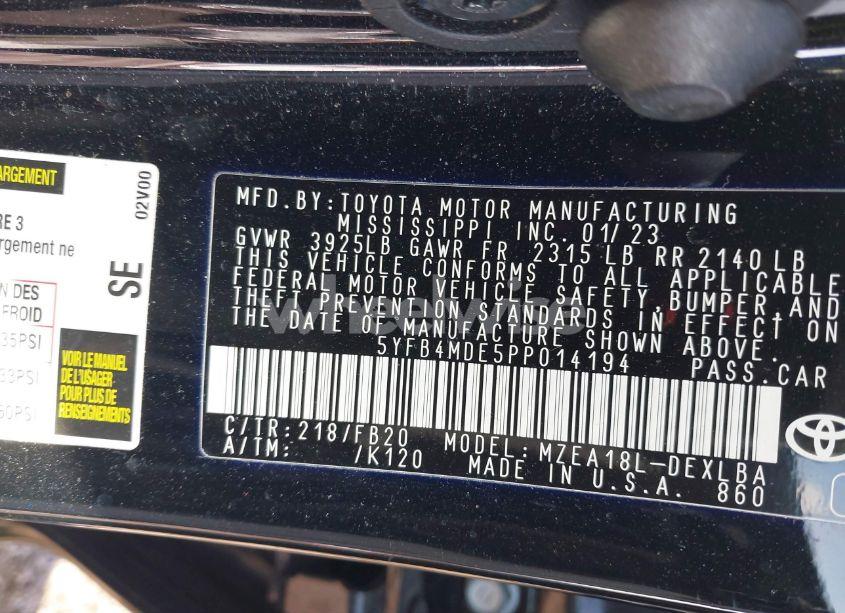 ARGEMENT
RE 3
argement ne
02V00
SE
N DES
FROID
35PSI
33PSI
60PSI
VOIR LE MANUEL
DE L'USAGER
POUR PLUS DE
RENSEIGNEMENTS
MFD.BY:TOYOTA MOTOR MANUFACTURING
MISSISSIPPI INC. 01/23
GVWR 3925LB GAWR FR 2315 LB RR 2140 LB
THIS VEHICLE CONFORMS TO ALL APPLICABLE
FEDERAL MOTOR VEHICLE SAFETY,BUMPER,AND
THEFT PREVENTION STANDARDS IN EFFECT ON
THE DATE OF MANUFACTURE SHOWN ABOVE.
5YFB4MDE5PP014194 PASS.CAR
C/TR:218/FB20 MODEL:MZEA18L-DEXLBA
A/TM: /K120 MADE IN U.S.A. 860